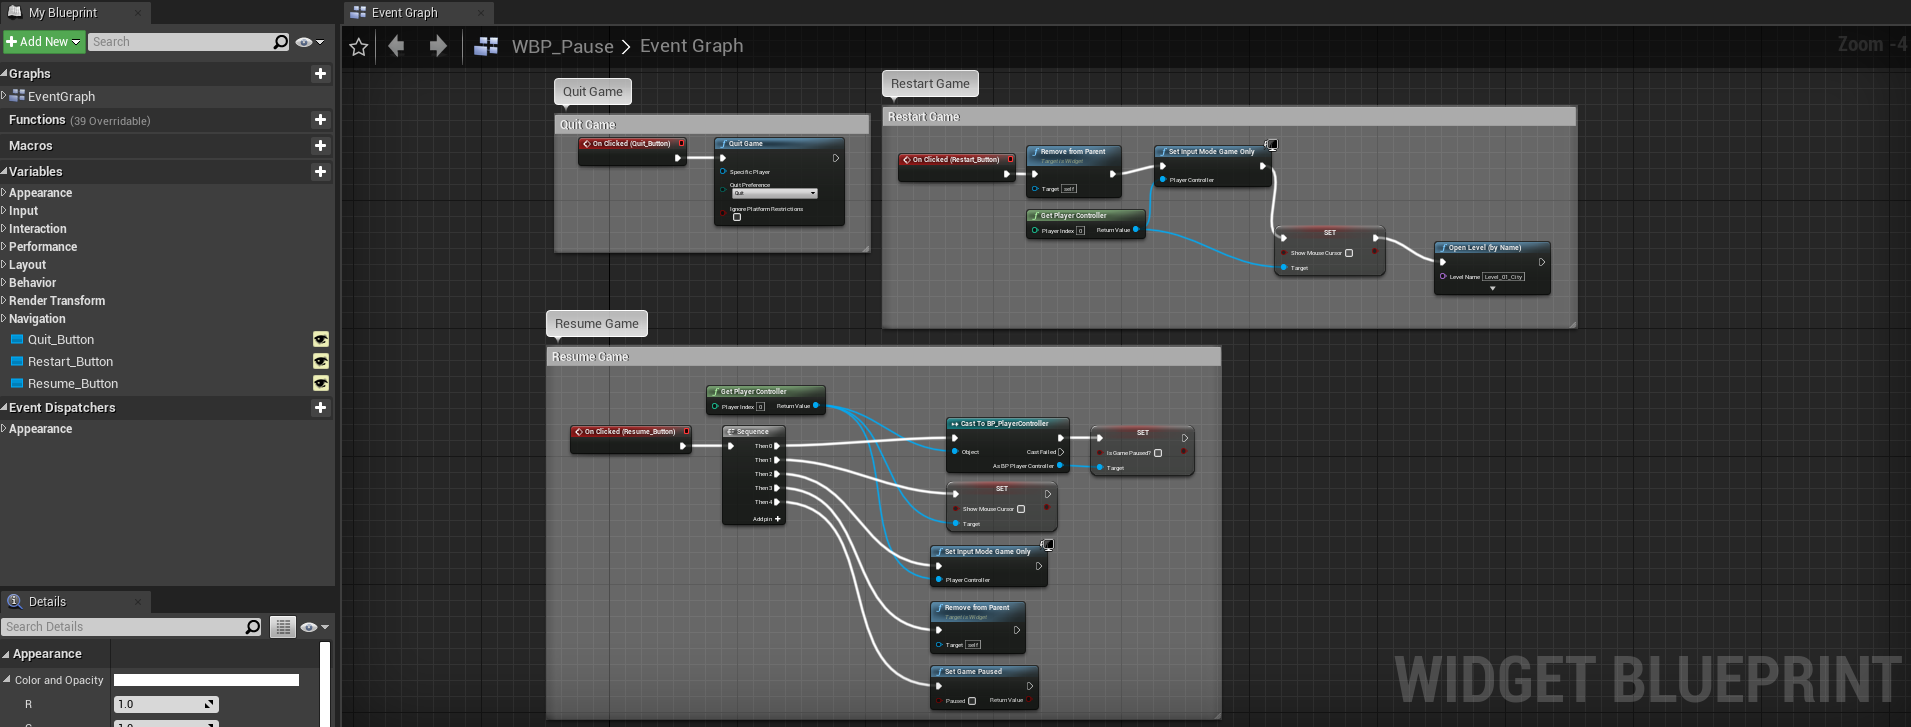 My Blueprint
Add New
Search
Graphs
EventGraph
Functions (39 Overridable)
Macros
Variables
Appearance
Input
Interaction
Performance
Layout
Behavior
Render Transform
Navigation
Quit_Button
Restart_Button
Resume_Button
Event Dispatchers
Appearance
Details
Search Details
Appearance
Color and Opacity
R
1.0
1.0
Event Graph
WBP_Pause > Event Graph
Zoom -4
Quit Game
Quit Game
On Clicked (Quit_Button)
Quit Game
Specific Player
Quit Preference
Quit
Ignore Platform Restrictions
Restart Game
Restart Game
On Clicked (Restart_Button)
Remove from Parent
Target is Widget
Target self
Get Player Controller
Player Index 0 Return Value
Set Input Mode Game Only
Player Controller
SET
Show Mouse Cursor
Target
Open Level (by Name)
Level Name Level_01_City
Resume Game
Resume Game
Get Player Controller
Player Index 0 Return Value
On Clicked (Resume_Button)
Sequence
Then 0
Then 1
Then 2
Then 3
Then 4
Add pin +
Cast To BP_PlayerController
Object Cast Failed
As BP Player Controller
SET
Is Game Paused?
Target
SET
Show Mouse Cursor
Target
Set Input Mode Game Only
Player Controller
Remove from Parent
Target is Widget
Target self
Set Game Paused
Paused Return Value
WIDGET BLUEPRINT